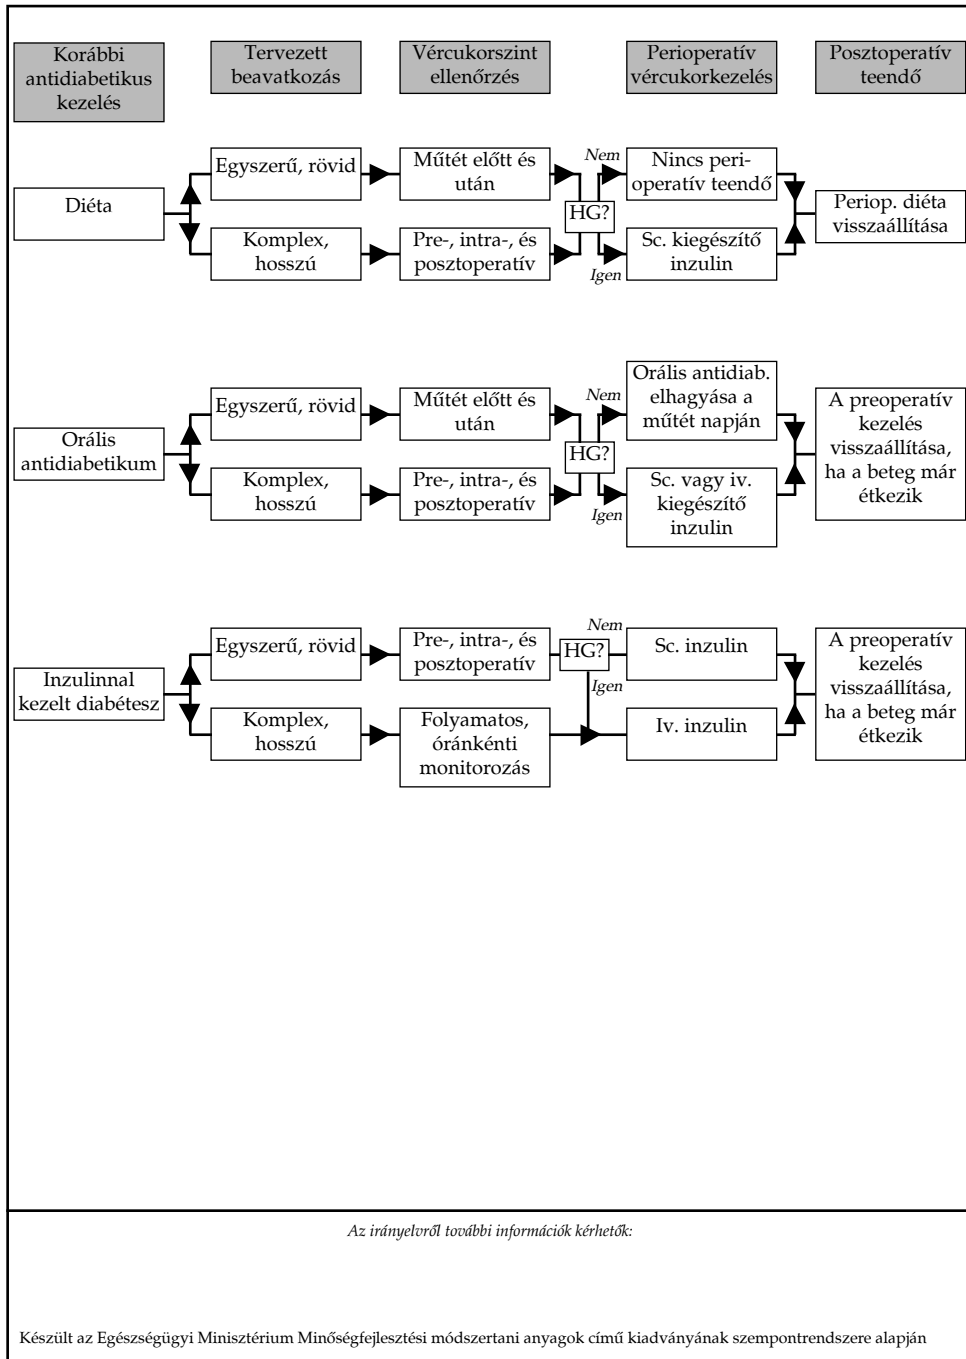 Korábbi
antidiabetikus
kezelés
Tervezett
beavatkozás
Vércukorszint
ellenőrzés
Perioperatív
vércukorkezelés
Posztoperatív
teendő
Diéta
Egyszerű, rövid
Komplex,
hosszú
Műtét előtt és
után
Pre-, intra-, és
posztoperatív
HG?
Nem
Igen
Nincs peri-
operatív teendő
Sc. kiegészítő
inzulin
Periop. diéta
visszaállítása
Orális
antidiabetikum
Egyszerű, rövid
Komplex,
hosszú
Műtét előtt és
után
Pre-, intra-, és
posztoperatív
HG?
Nem
Igen
Orális antidiab.
elhagyása a
műtét napján
Sc. vagy iv.
kiegészítő
inzulin
A preoperatív
kezelés
visszaállítása,
ha a beteg már
étkezik
Inzulinnal
kezelt diabétesz
Egyszerű, rövid
Komplex,
hosszú
Pre-, intra-, és
posztoperatív
Folyamatos,
óránkénti
monitorozás
HG?
Nem
Igen
Sc. inzulin
Iv. inzulin
A preoperatív
kezelés
visszaállítása,
ha a beteg már
étkezik
Az irányelvről további információk kérhetők:
Készült az Egészségügyi Minisztérium Minőségfejlesztési módszertani anyagok című kiadványának szempontrendszere alapján